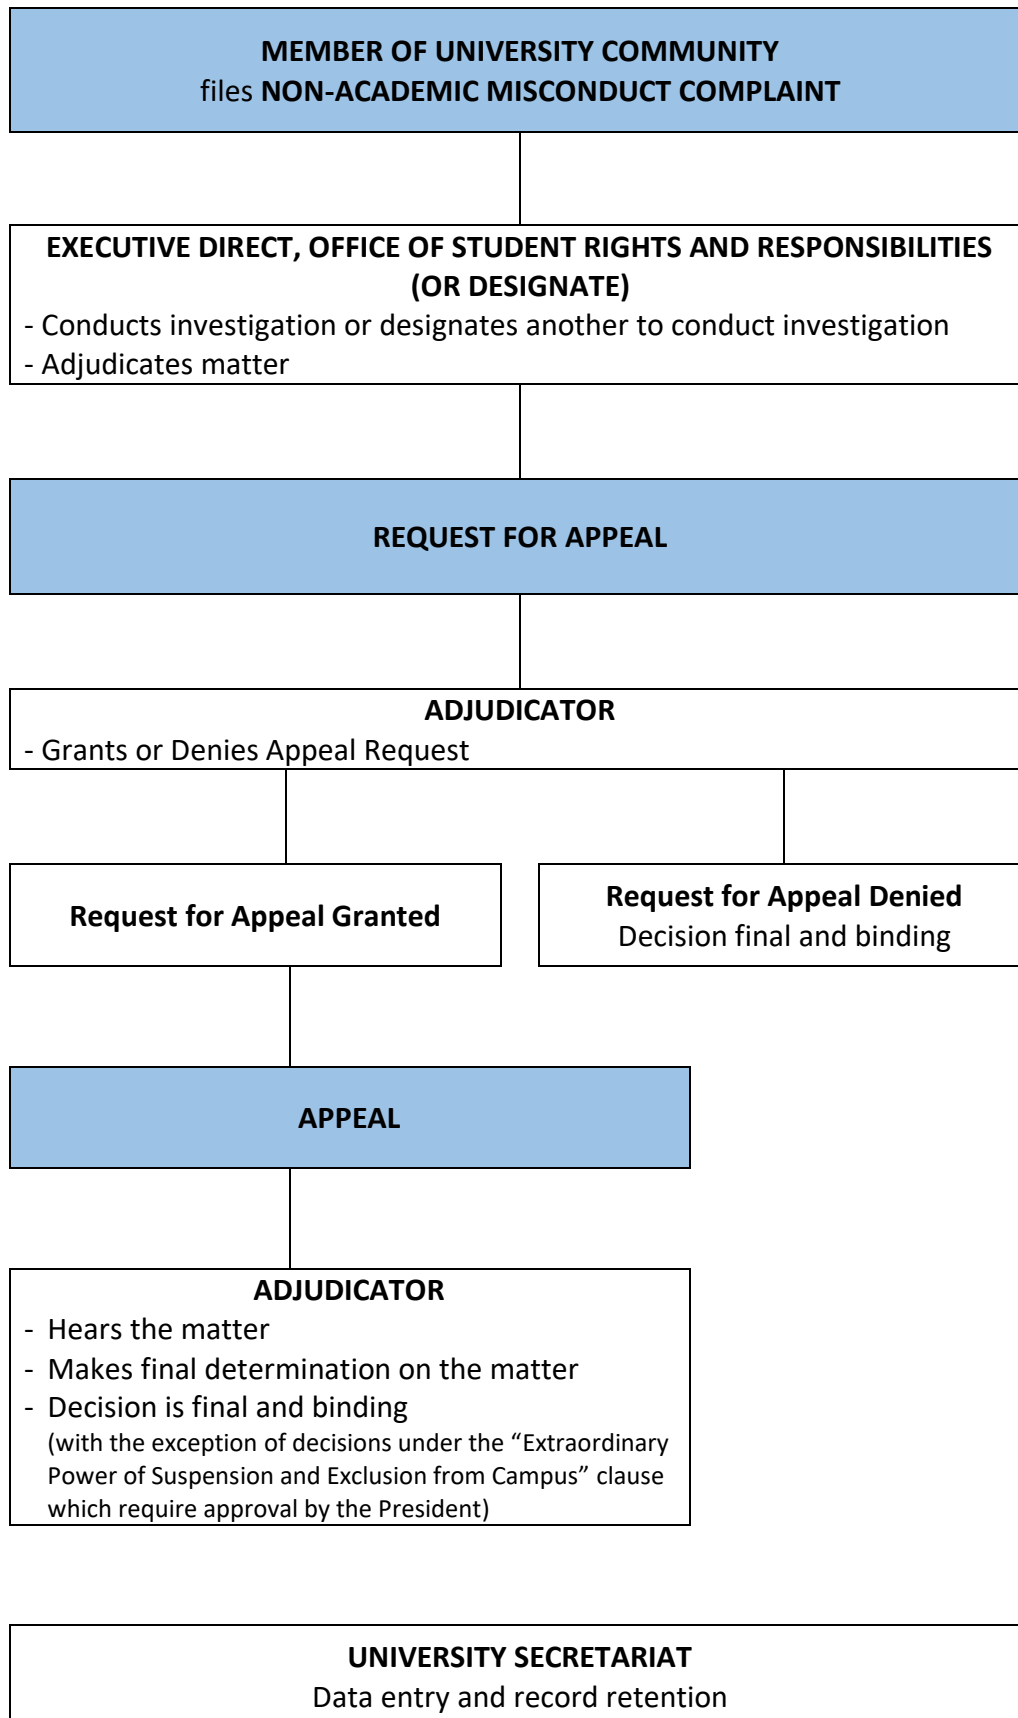 MEMBER OF UNIVERSITY COMMUNITY
files NON-ACADEMIC MISCONDUCT COMPLAINT
EXECUTIVE DIRECT, OFFICE OF STUDENT RIGHTS AND RESPONSIBILITIES
(OR DESIGNATE)
- Conducts investigation or designates another to conduct investigation
- Adjudicates matter
REQUEST FOR APPEAL
ADJUDICATOR
- Grants or Denies Appeal Request
Request for Appeal Granted
Request for Appeal Denied
Decision final and binding
APPEAL
ADJUDICATOR
- Hears the matter
- Makes final determination on the matter
- Decision is final and binding
(with the exception of decisions under the “Extraordinary
Power of Suspension and Exclusion from Campus” clause
which require approval by the President)
UNIVERSITY SECRETARIAT
Data entry and record retention